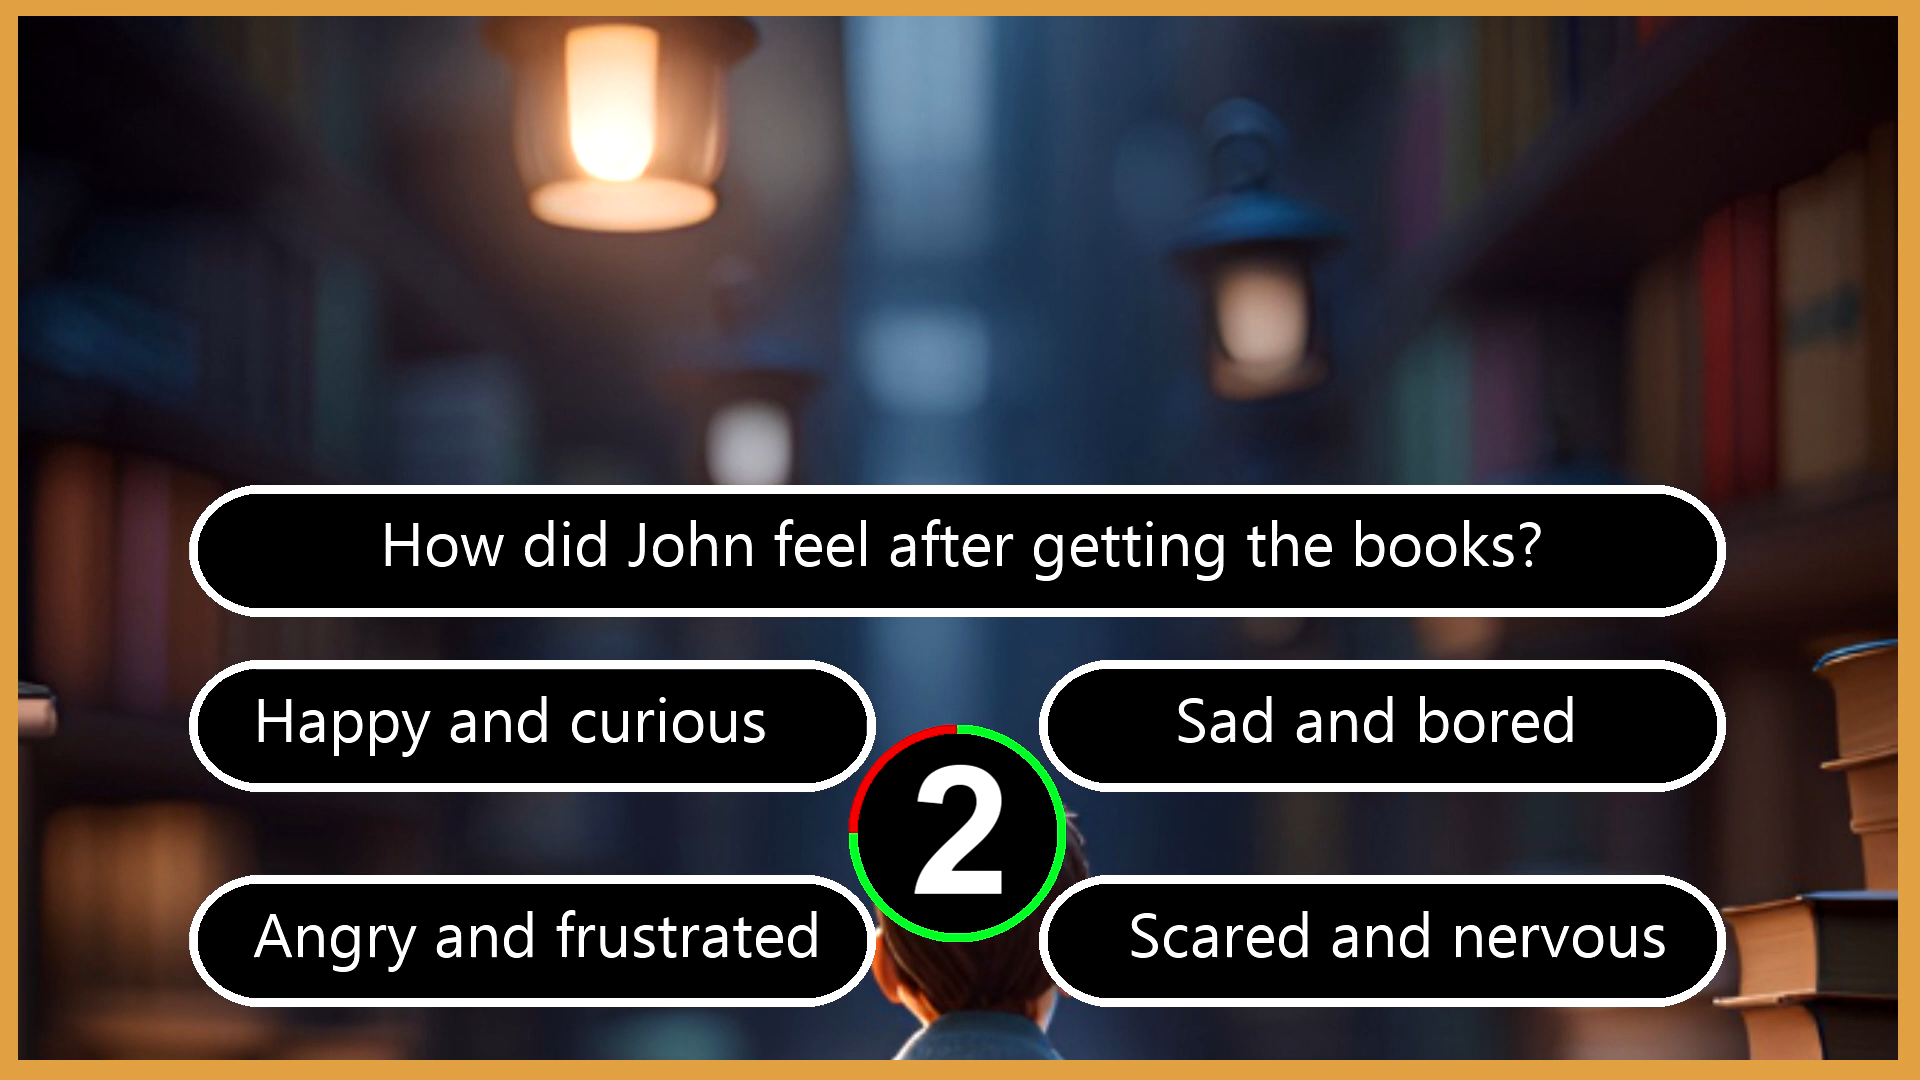 How did John feel after getting the books?
Happy and curious
Sad and bored
2
Angry and frustrated
Scared and nervous